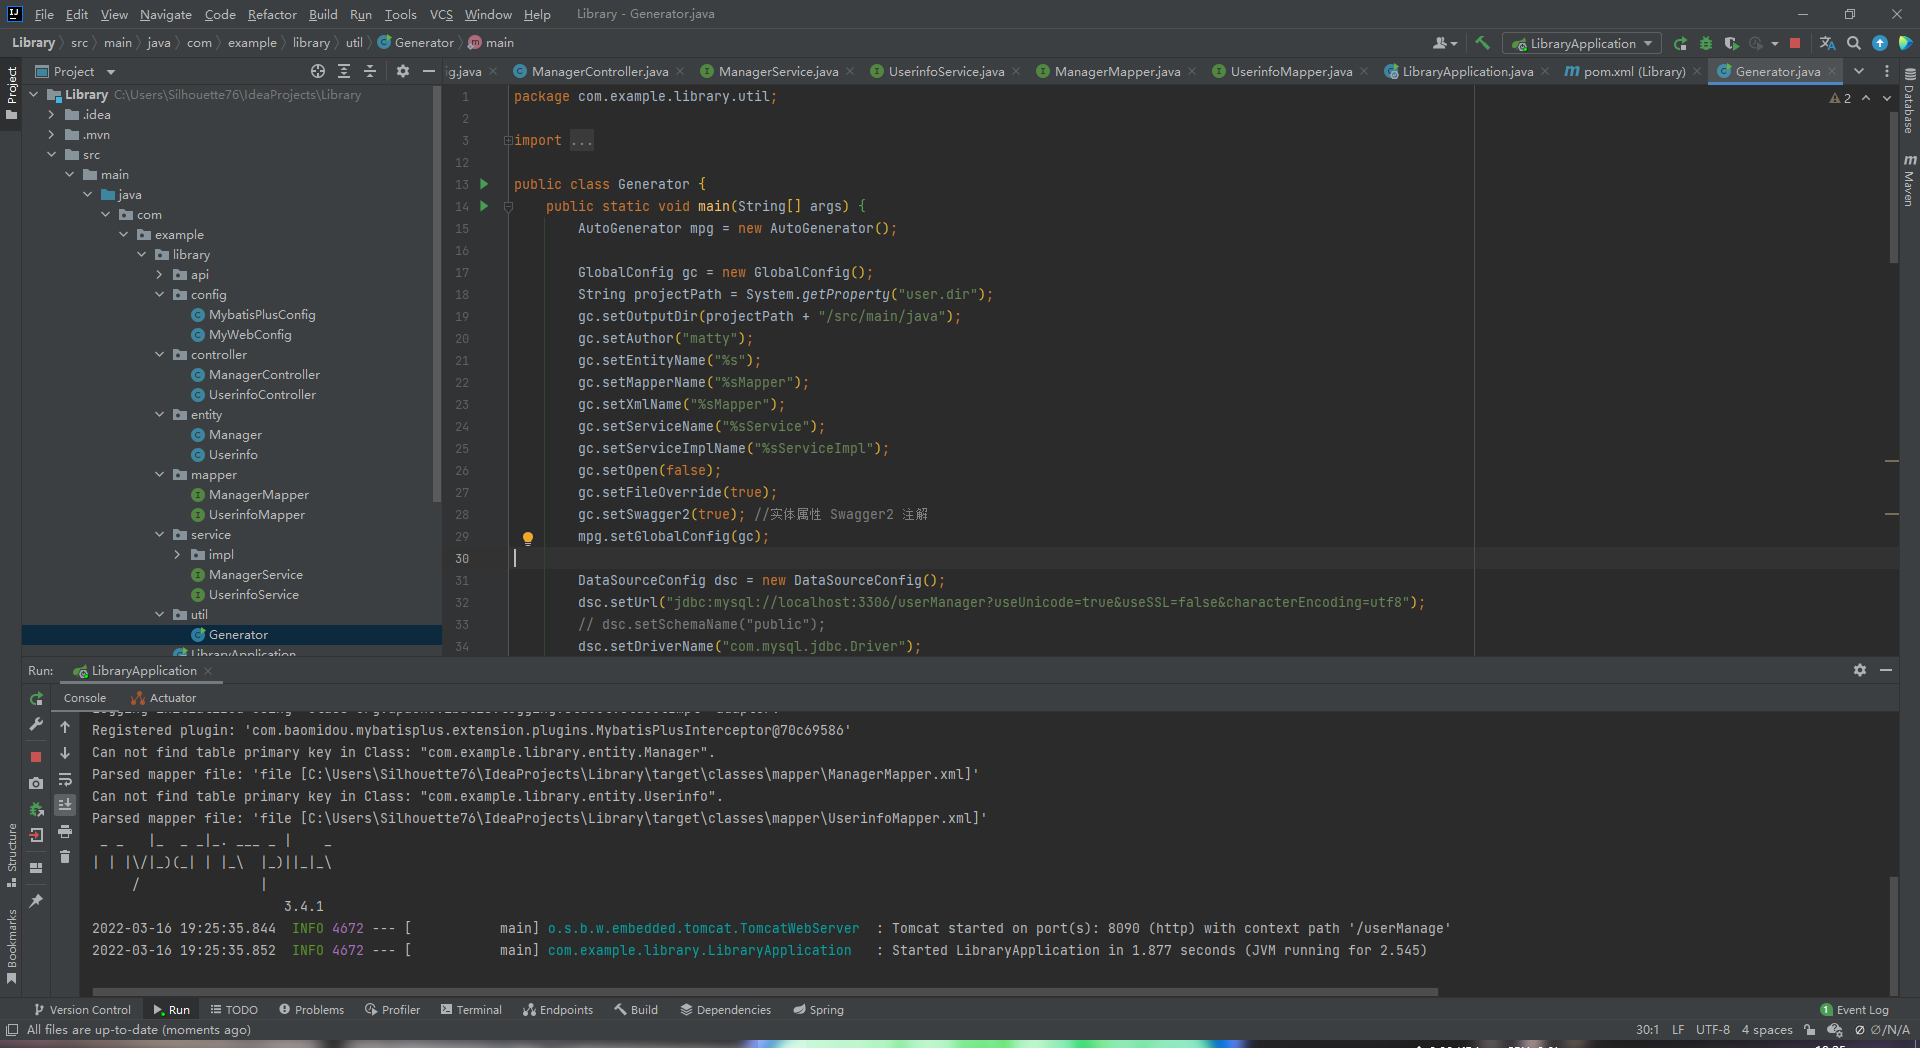 File Edit View Navigate Code Refactor Build Run Tools VCS Window Help Library - Generator.java
Library src main java com example library util Generator main LibraryApplication
Project ig.java ManagerController.java ManagerService.java UserinfoService.java ManagerMapper.java UserinfoMapper.java LibraryApplication.java pom.xml (Library) Generator.java
Project
Structure
Bookmarks
Database
Maven
Library C:\Users\Silhouette76\IdeaProjects\Library
.idea
.mvn
src
main
java
com
example
library
api
config
MybatisPlusConfig
MyWebConfig
controller
ManagerController
UserinfoController
entity
Manager
Userinfo
mapper
ManagerMapper
UserinfoMapper
service
impl
ManagerService
UserinfoService
util
Generator
LibraryApplication
2
1 package com.example.library.util;
2
3 import ...
12
13 public class Generator {
14 public static void main(String[] args) {
15 AutoGenerator mpg = new AutoGenerator();
16
17 GlobalConfig gc = new GlobalConfig();
18 String projectPath = System.getProperty("user.dir");
19 gc.setOutputDir(projectPath + "/src/main/java");
20 gc.setAuthor("matty");
21 gc.setEntityName("%s");
22 gc.setMapperName("%sMapper");
23 gc.setXmlName("%sMapper");
24 gc.setServiceName("%sService");
25 gc.setServiceImplName("%sServiceImpl");
26 gc.setOpen(false);
27 gc.setFileOverride(true);
28 gc.setSwagger2(true); //实体属性 Swagger2 注解
29 mpg.setGlobalConfig(gc);
30
31 DataSourceConfig dsc = new DataSourceConfig();
32 dsc.setUrl("jdbc:mysql://localhost:3306/userManager?useUnicode=true&useSSL=false&characterEncoding=utf8");
33 // dsc.setSchemaName("public");
34 dsc.setDriverName("com.mysql.jdbc.Driver");
Run: LibraryApplication
Console Actuator
Registered plugin: 'com.baomidou.mybatisplus.extension.plugins.MybatisPlusInterceptor@70c69586'
Can not find table primary key in Class: "com.example.library.entity.Manager".
Parsed mapper file: 'file [C:\Users\Silhouette76\IdeaProjects\Library\target\classes\mapper\ManagerMapper.xml]'
Can not find table primary key in Class: "com.example.library.entity.Userinfo".
Parsed mapper file: 'file [C:\Users\Silhouette76\IdeaProjects\Library\target\classes\mapper\UserinfoMapper.xml]'
 _ _   |_  _ _|_. ___ _ |    _
| | |\/|_)(_| | |_\  |_)||_|_\
     /               |
3.4.1
2022-03-16 19:25:35.844 INFO 4672 --- [ main] o.s.b.w.embedded.tomcat.TomcatWebServer : Tomcat started on port(s): 8090 (http) with context path '/userManage'
2022-03-16 19:25:35.852 INFO 4672 --- [ main] com.example.library.LibraryApplication : Started LibraryApplication in 1.877 seconds (JVM running for 2.545)
Version Control Run TODO Problems Profiler Terminal Endpoints Build Dependencies Spring 1 Event Log
All files are up-to-date (moments ago) 30:1 LF UTF-8 4 spaces Ø/N/A